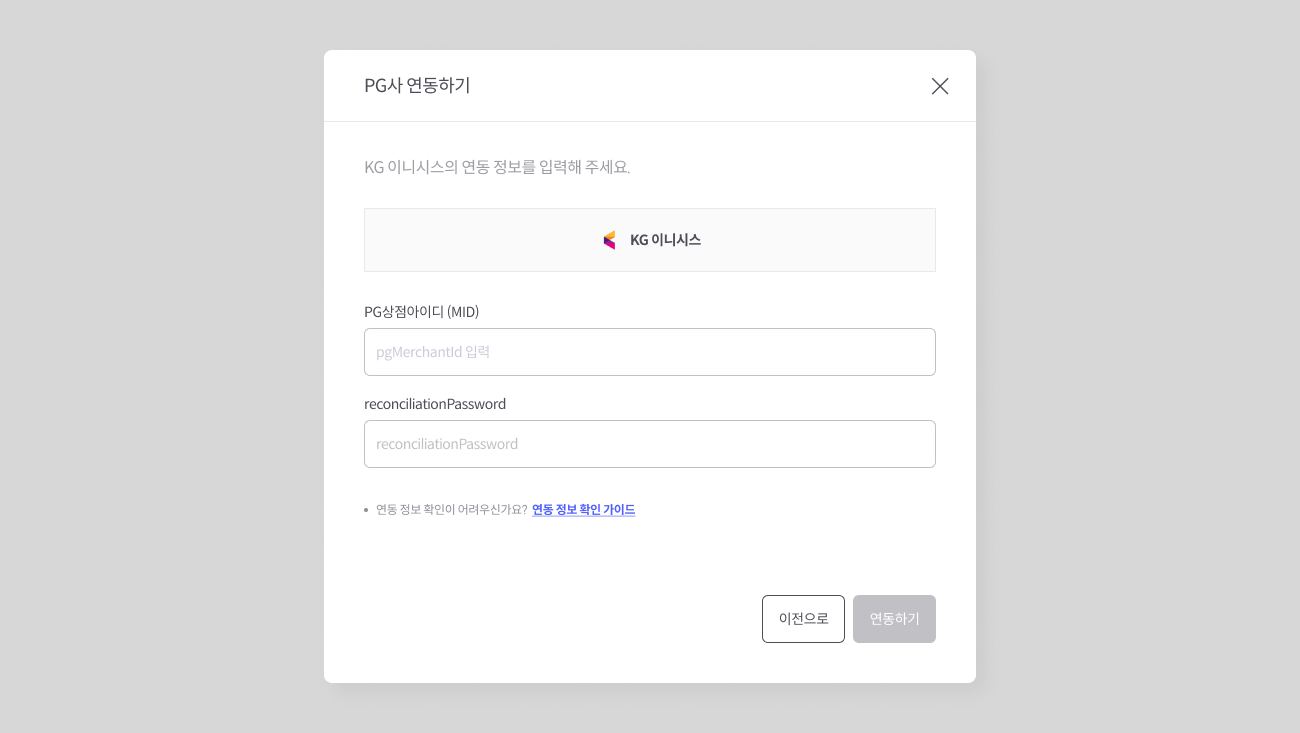 PG사 연동하기
KG 이니시스의 연동 정보를 입력해 주세요.
KG 이니시스
PG상점아이디 (MID)
pgMerchantId 입력
reconciliationPassword
reconciliationPassword
• 연동 정보 확인이 어려우신가요? 연동 정보 확인 가이드
이전으로 연동하기